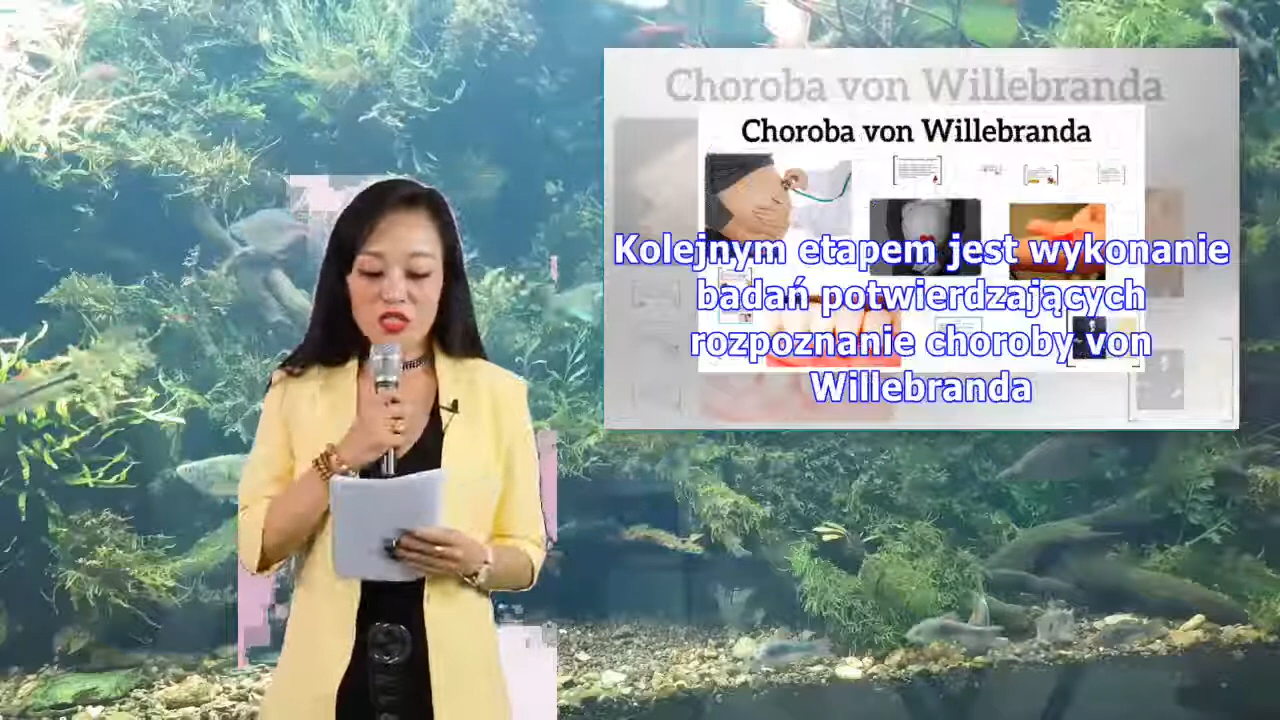 Choroba von Willebranda
Choroba von Willebranda
Kolejnym etapem jest wykonanie
badań potwierdzających
rozpoznanie choroby von
Willebranda